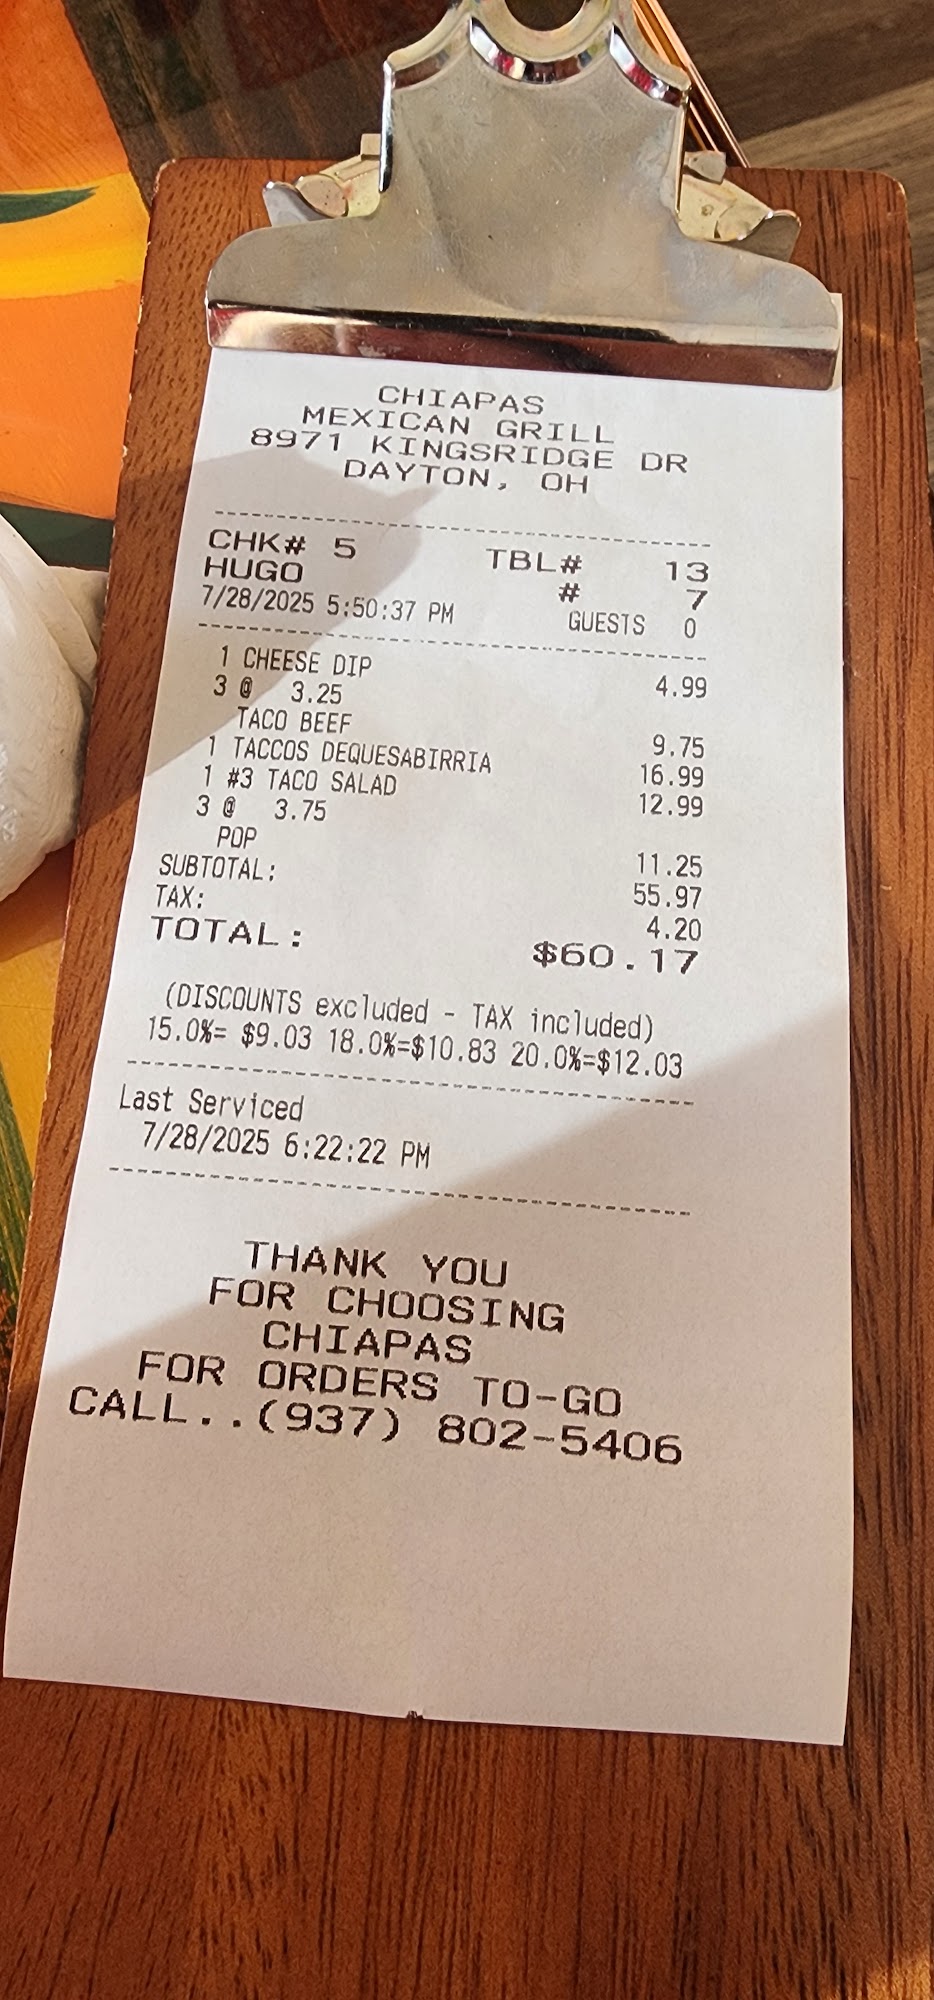 CHIAPAS
MEXICAN GRILL
8971 KINGSRIDGE DR
DAYTON, OH
CHK# 5 TBL# 13
HUGO # 7
7/28/2025 5:50:37 PM GUESTS 0
1 CHEESE DIP 4.99
3 @ 3.25
TACO BEEF 9.75
1 TACCOS DEQUESABIRRIA 16.99
1 #3 TACO SALAD 12.99
3 @ 3.75
POP 11.25
SUBTOTAL: 55.97
TAX: 4.20
TOTAL: $60.17
(DISCOUNTS excluded - TAX included)
15.0%= $9.03 18.0%=$10.83 20.0%=$12.03
Last Serviced
7/28/2025 6:22:22 PM
THANK YOU
FOR CHOOSING
CHIAPAS
FOR ORDERS TO-GO
CALL..(937) 802-5406